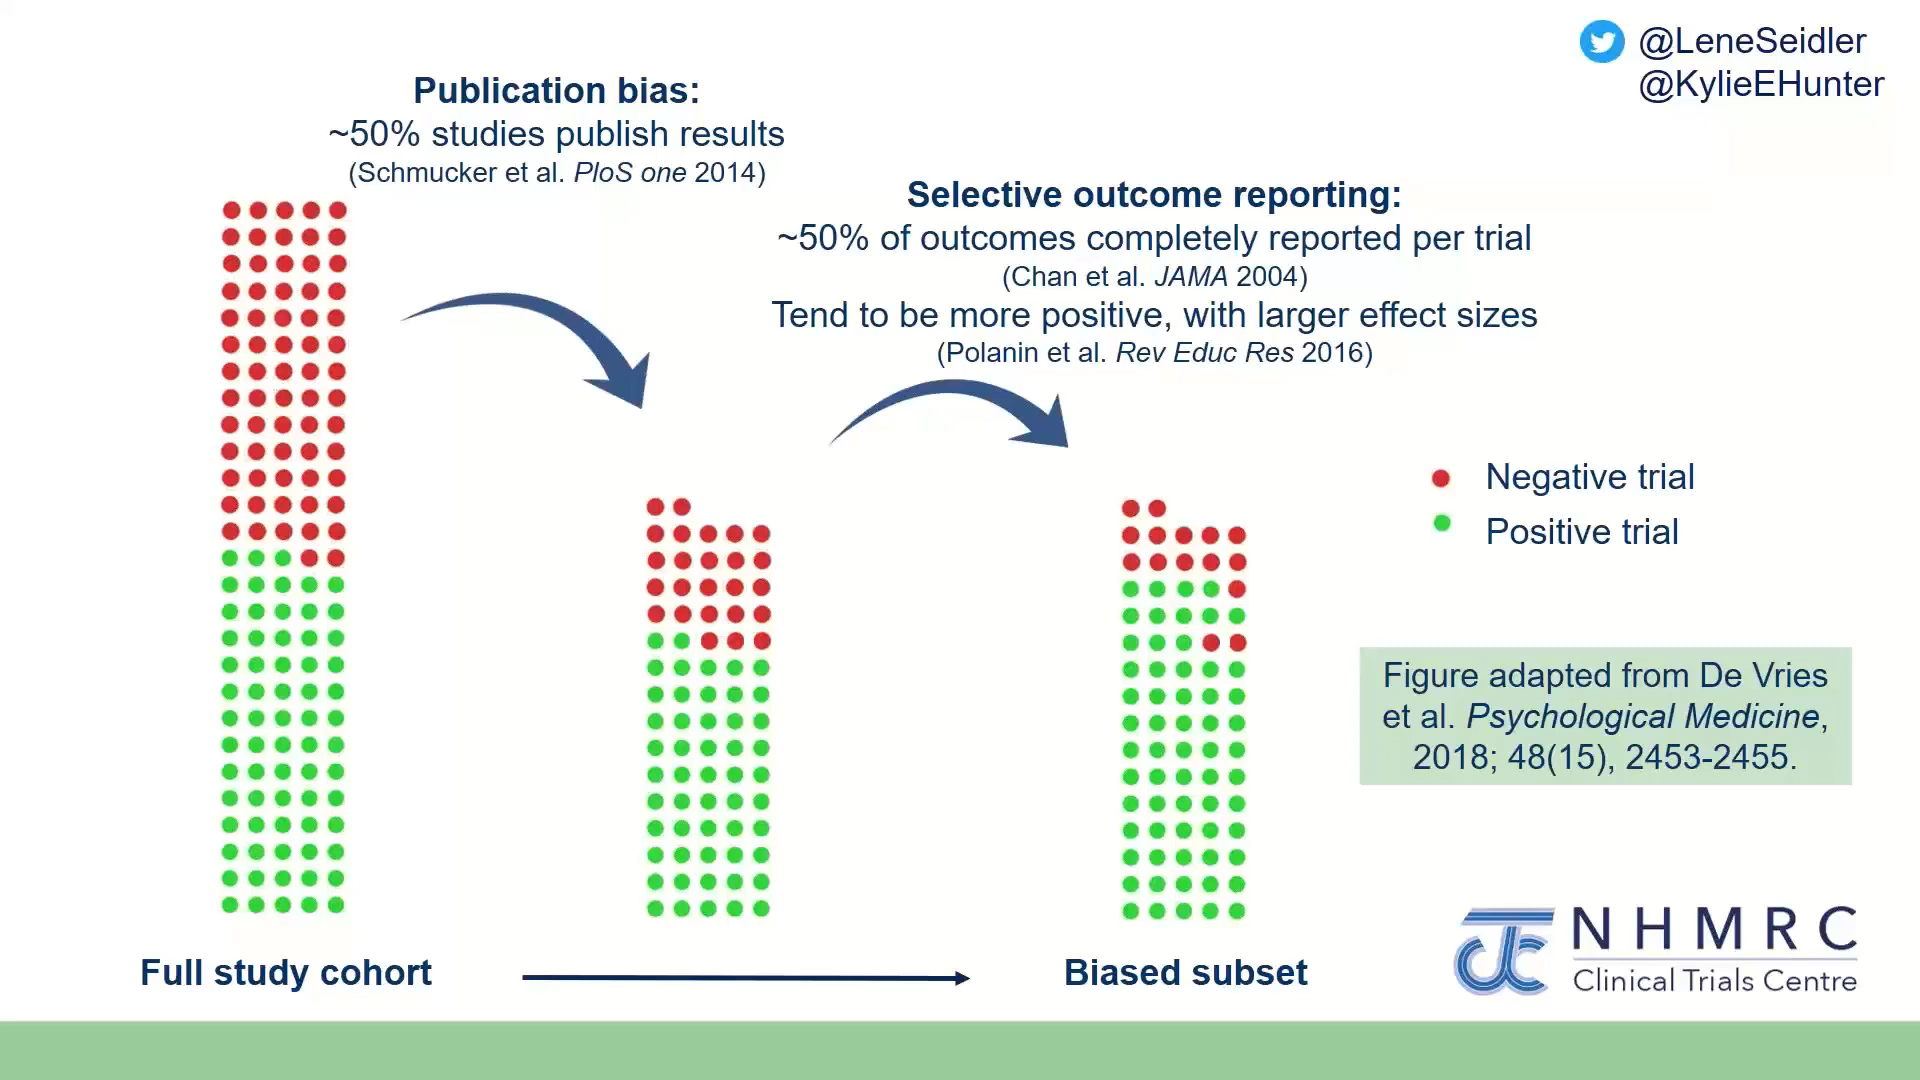 @LeneSeidler
@KylieEHunter
Publication bias:
~50% studies publish results
(Schmucker et al. PloS one 2014)
Selective outcome reporting:
~50% of outcomes completely reported per trial
(Chan et al. JAMA 2004)
Tend to be more positive, with larger effect sizes
(Polanin et al. Rev Educ Res 2016)
Negative trial
Positive trial
Figure adapted from De Vries
et al. Psychological Medicine,
2018; 48(15), 2453-2455.
Full study cohort
Biased subset
NHMRC
Clinical Trials Centre